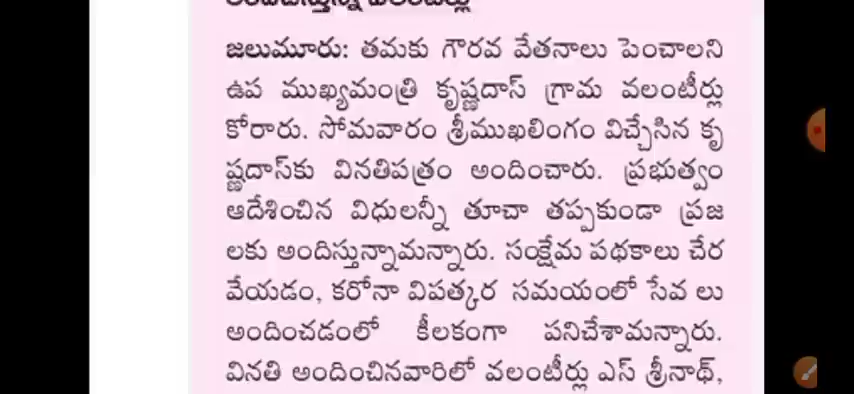 జలుమూరు: తమకు గౌరవ వేతనాలు పెంచాలని
ఉప ముఖ్యమంత్రి కృష్ణదాస్ గ్రామ వలంటీర్లు
కోరారు. సోమవారం శ్రీముఖలింగం విచ్చేసిన కృ
ష్ణదాస్‌కు వినతిపత్రం అందించారు. ప్రభుత్వం
ఆదేశించిన విధులన్నీ తూచా తప్పకుండా ప్రజ
లకు అందిస్తున్నామన్నారు. సంక్షేమ పథకాలు చేర
వేయడం, కరోనా విపత్కర సమయంలో సేవ లు
అందించడంలో కీలకంగా పనిచేశామన్నారు.
వినతి అందించినవారిలో వలంటీర్లు ఎస్ శ్రీనాథ్,